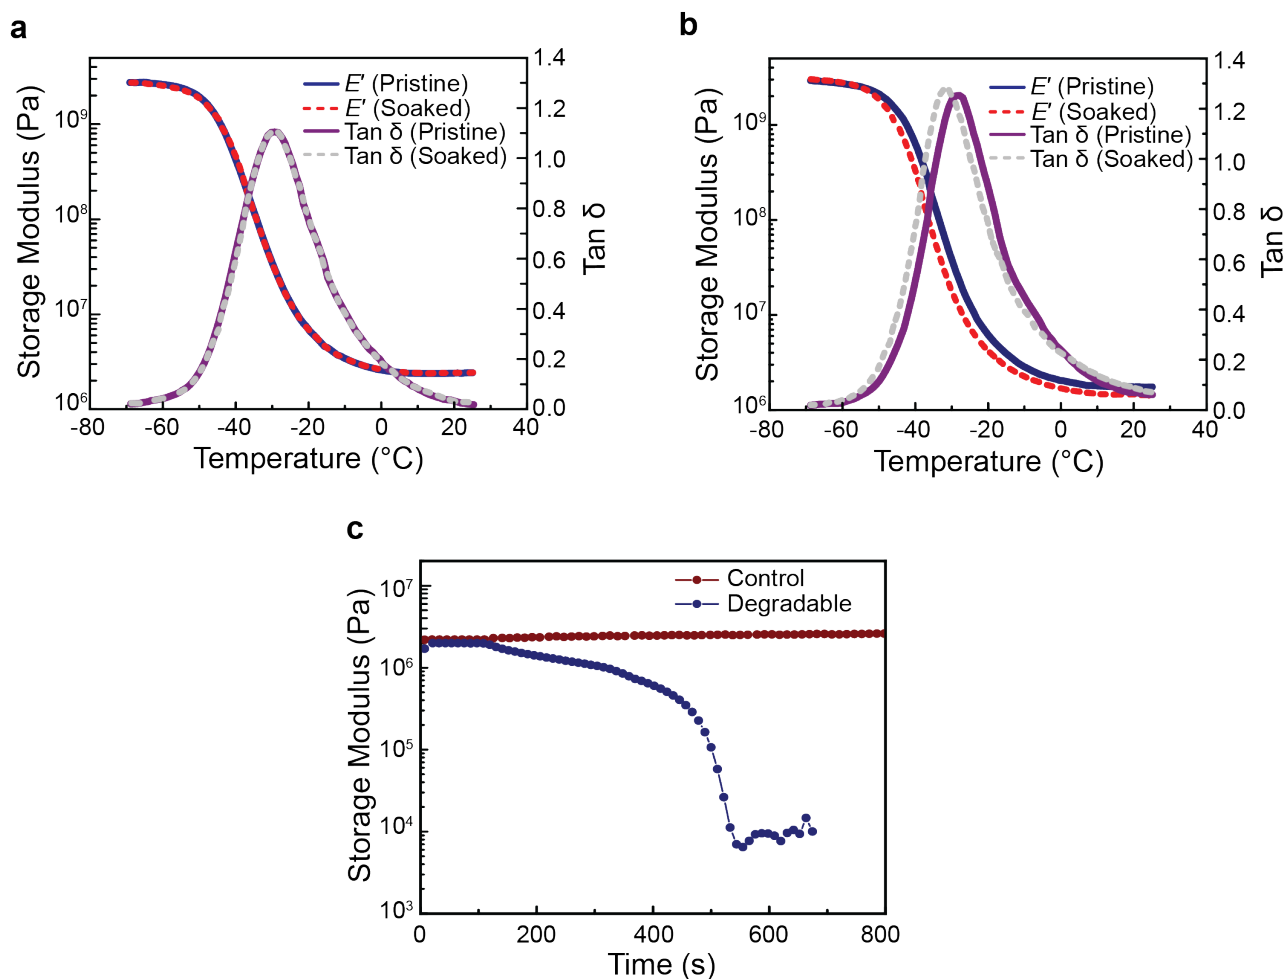 a
Storage Modulus (Pa)
10⁹
10⁸
10⁷
10⁶
E' (Pristine)
E' (Soaked)
Tan δ (Pristine)
Tan δ (Soaked)
1.4
1.2
1.0
0.8
0.6
0.4
0.2
0.0
Tan δ
-80 -60 -40 -20 0 20 40
Temperature (°C)
b
Storage Modulus (Pa)
10⁹
10⁸
10⁷
10⁶
E' (Pristine)
E' (Soaked)
Tan δ (Pristine)
Tan δ (Soaked)
1.4
1.2
1.0
0.8
0.6
0.4
0.2
0.0
Tan δ
-80 -60 -40 -20 0 20 40
Temperature (°C)
c
Storage Modulus (Pa)
10⁷
10⁶
10⁵
10⁴
10³
Control
Degradable
0 200 400 600 800
Time (s)